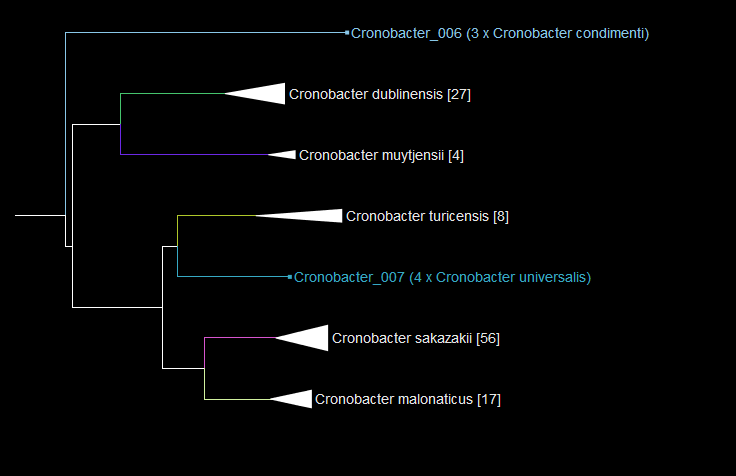 Cronobacter_006 (3 x Cronobacter condimenti)
Cronobacter dublinensis [27]
Cronobacter muytjensii [4]
Cronobacter turicensis [8]
Cronobacter_007 (4 x Cronobacter universalis)
Cronobacter sakazakii [56]
Cronobacter malonaticus [17]